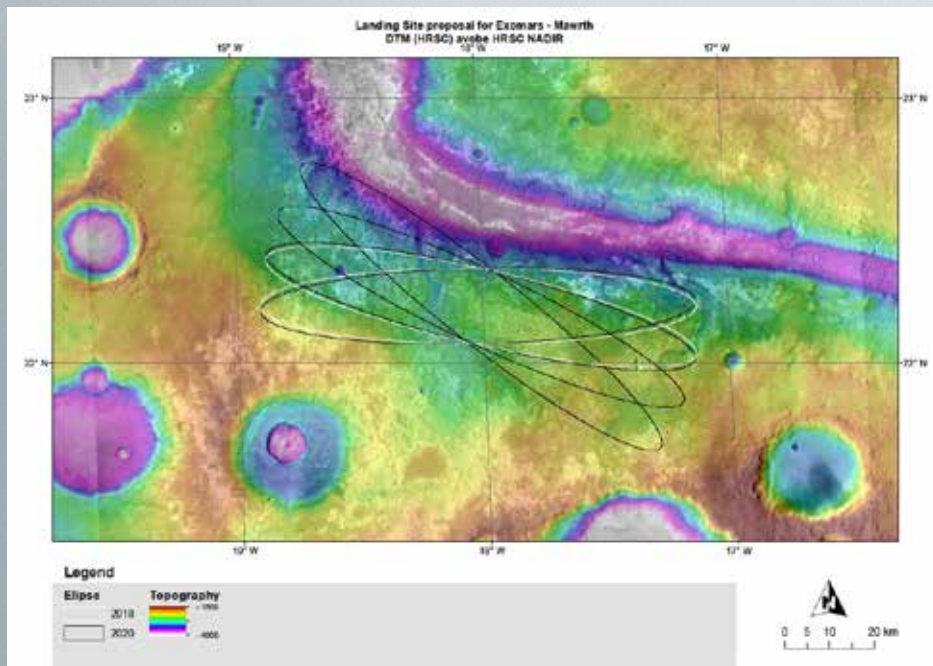 Landing Site proposal for Exomars - Mawrth
DTM (HRSC) avobe HRSC NADIR
19° W
18° W
17° W
23° N
23° N
22° N
22° N
19° W
18° W
17° W
Legend
Elipse
Topography
2018
2020
N
0 5 10 20 km